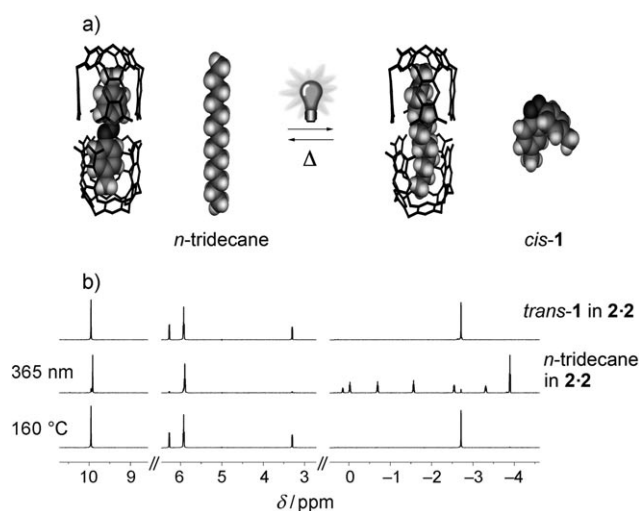 a)
Δ
n-tridecane
cis-1
b)
trans-1 in 2·2
365 nm
n-tridecane
in 2·2
160 °C
10 9 6 5 4 3 0 −1 −2 −3 −4
δ / ppm